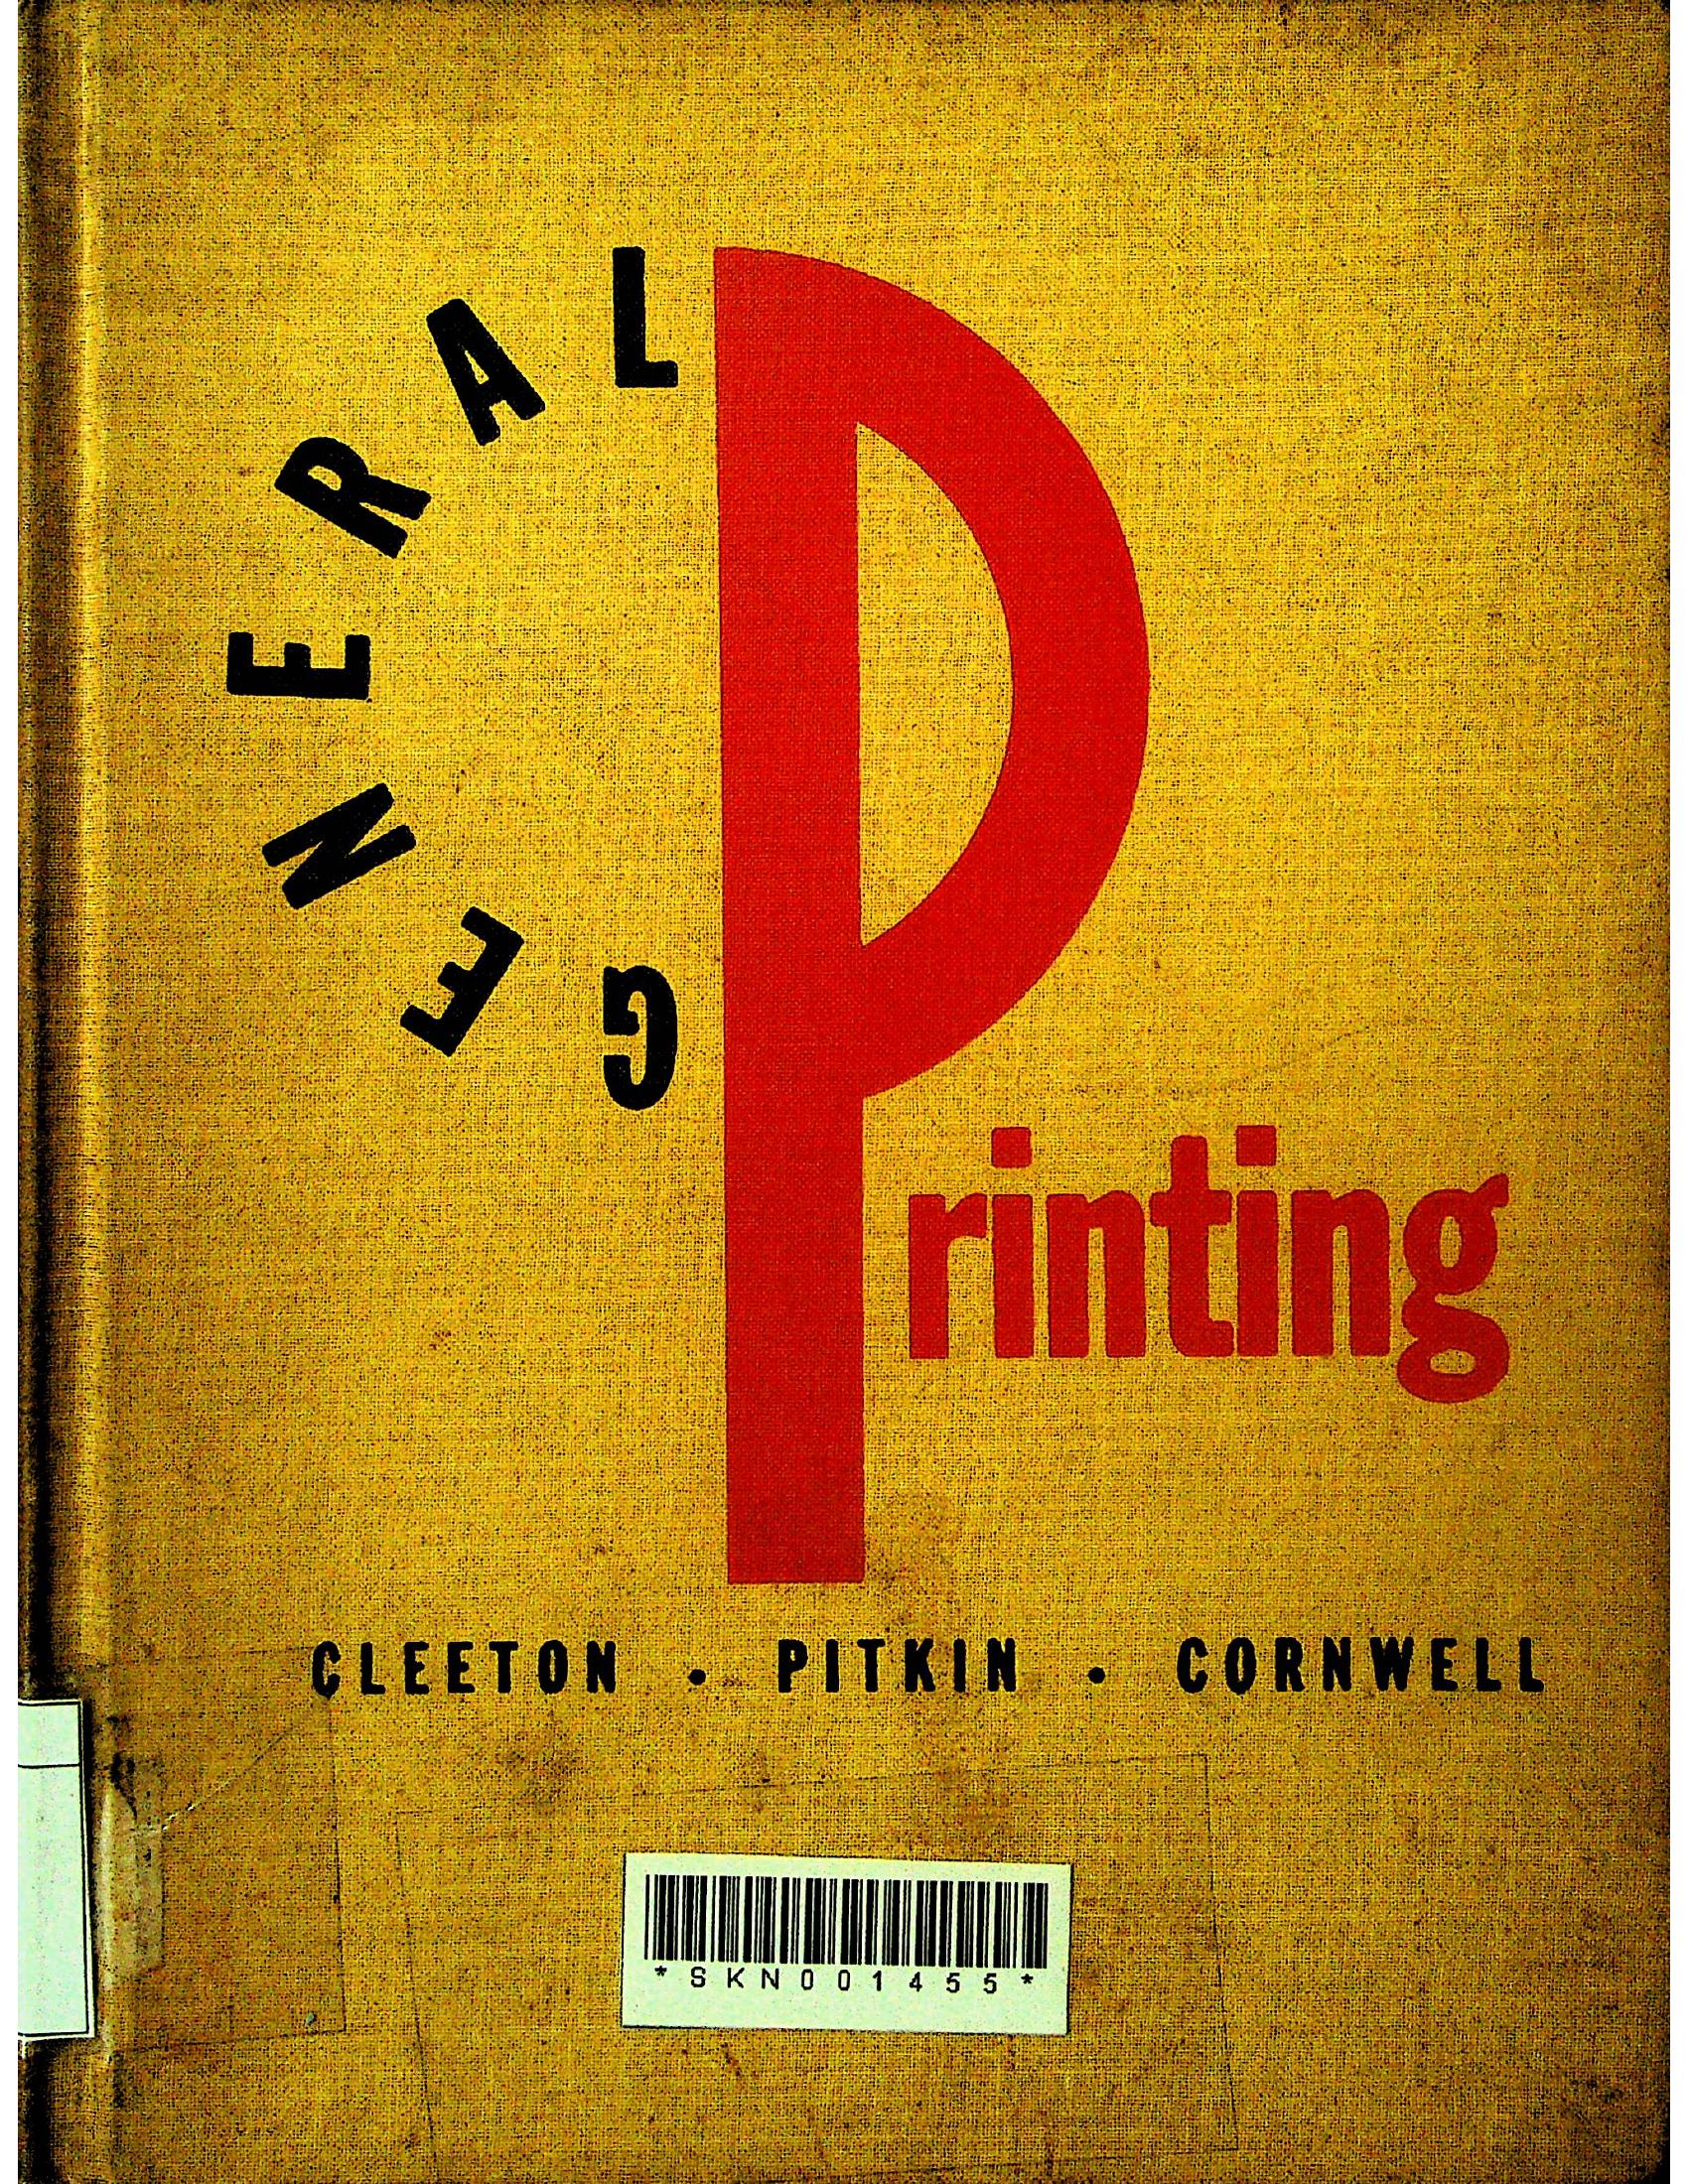 GENERAL
Printing
CLEETON • PITKIN • CORNWELL
*SKN001455*